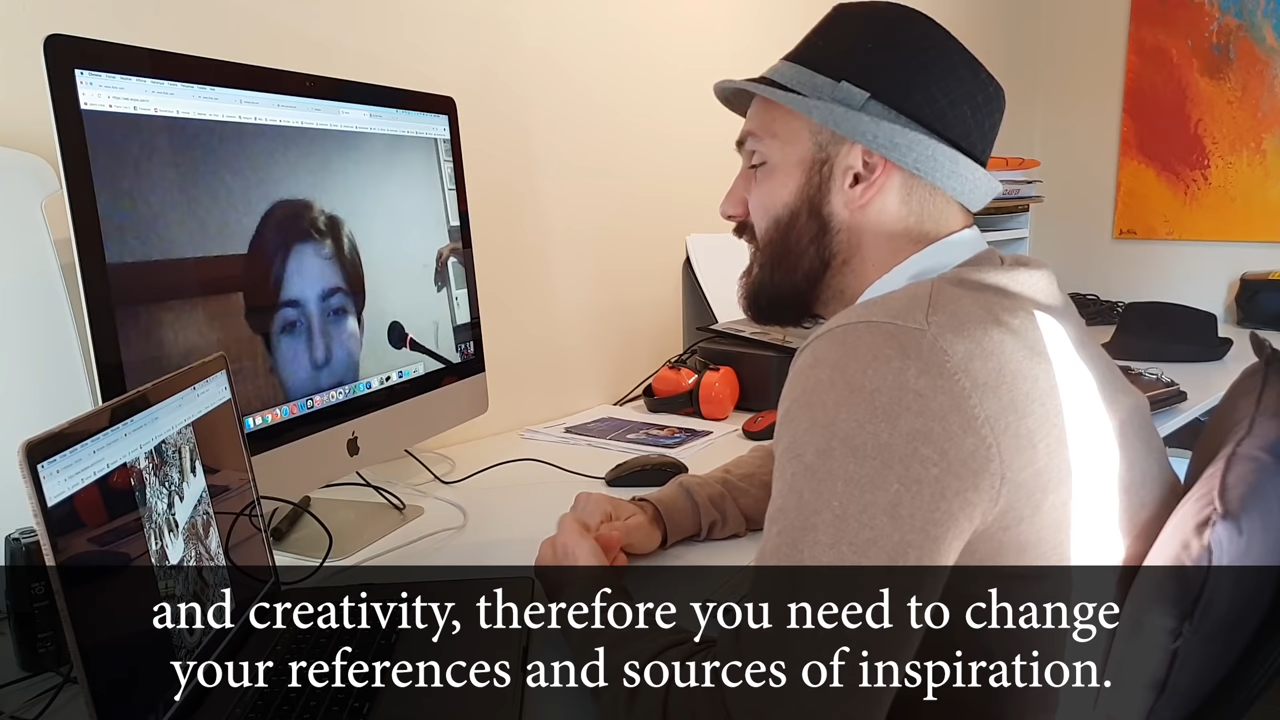 and creativity, therefore you need to change
your references and sources of inspiration.